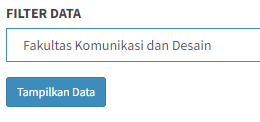 FILTER DATA
Fakultas Komunikasi dan Desain
Tampilkan Data